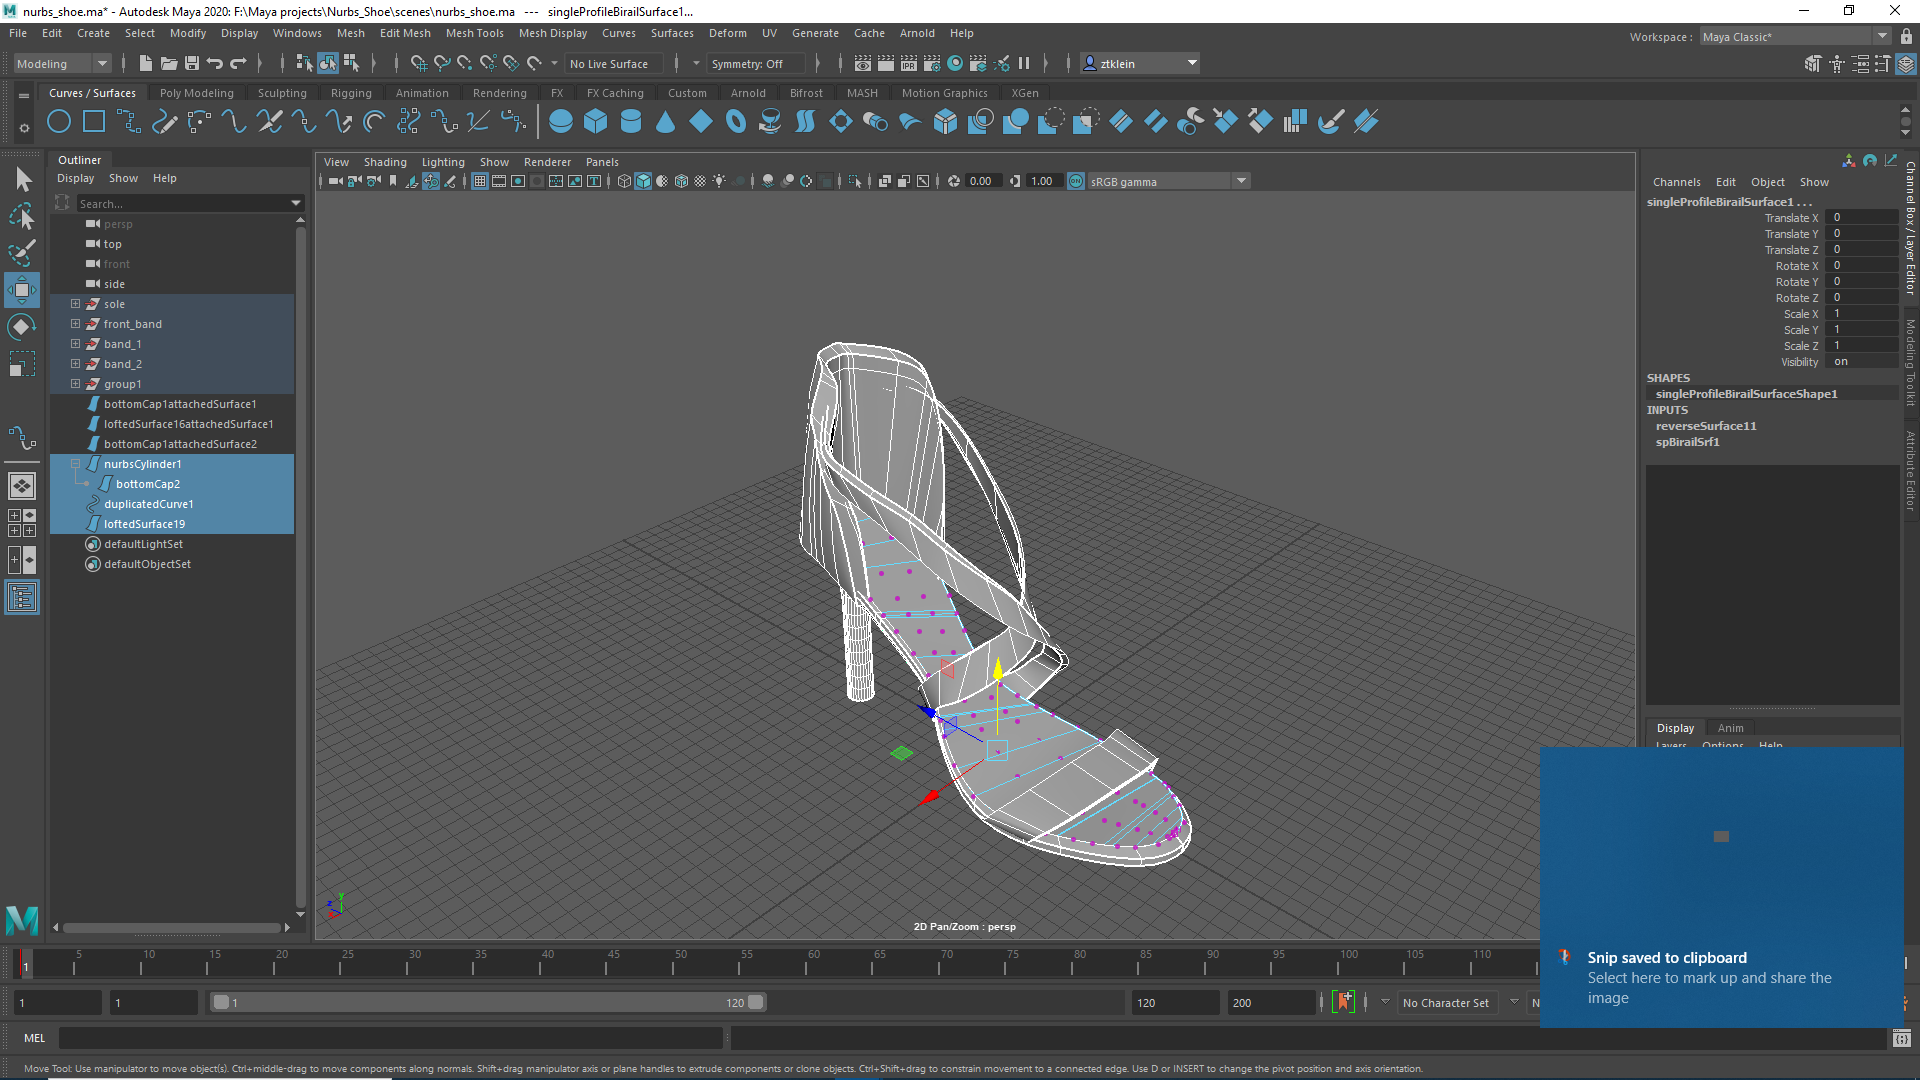 nurbs_shoe.ma* - Autodesk Maya 2020: F:\Maya projects\Nurbs_Shoe\scenes\nurbs_shoe.ma   ---   singleProfileBirailSurface1...
File Edit Create Select Modify Display Windows Mesh Edit Mesh Mesh Tools Mesh Display Curves Surfaces Deform UV Generate Cache Arnold Help
Workspace : Maya Classic*
Modeling No Live Surface Symmetry: Off IPR ztklein
Curves / Surfaces Poly Modeling Sculpting Rigging Animation Rendering FX FX Caching Custom Arnold Bifrost MASH Motion Graphics XGen
Outliner
Display Show Help
Search...
persp
top
front
side
sole
front_band
band_1
band_2
group1
bottomCap1attachedSurface1
loftedSurface16attachedSurface1
bottomCap1attachedSurface2
nurbsCylinder1
bottomCap2
duplicatedCurve1
loftedSurface19
defaultLightSet
defaultObjectSet
View Shading Lighting Show Renderer Panels
0.00 1.00 ON sRGB gamma
2D Pan/Zoom : persp
y
z
x
Channels Edit Object Show
singleProfileBirailSurface1 . . .
Translate X 0
Translate Y 0
Translate Z 0
Rotate X 0
Rotate Y 0
Rotate Z 0
Scale X 1
Scale Y 1
Scale Z 1
Visibility on
SHAPES
singleProfileBirailSurfaceShape1
INPUTS
reverseSurface11
spBirailSrf1
Channel Box / Layer Editor
Modeling Toolkit
Attribute Editor
Display Anim
Layers Options Help
Snip saved to clipboard
Select here to mark up and share the
image
1 5 10 15 20 25 30 35 40 45 50 55 60 65 70 75 80 85 90 95 100 105 110
1 1 1 120 120 200 No Character Set N
MEL
Move Tool: Use manipulator to move object(s). Ctrl+middle-drag to move components along normals. Shift+drag manipulator axis or plane handles to extrude components or clone objects. Ctrl+Shift+drag to constrain movement to a connected edge. Use D or INSERT to change the pivot position and axis orientation.